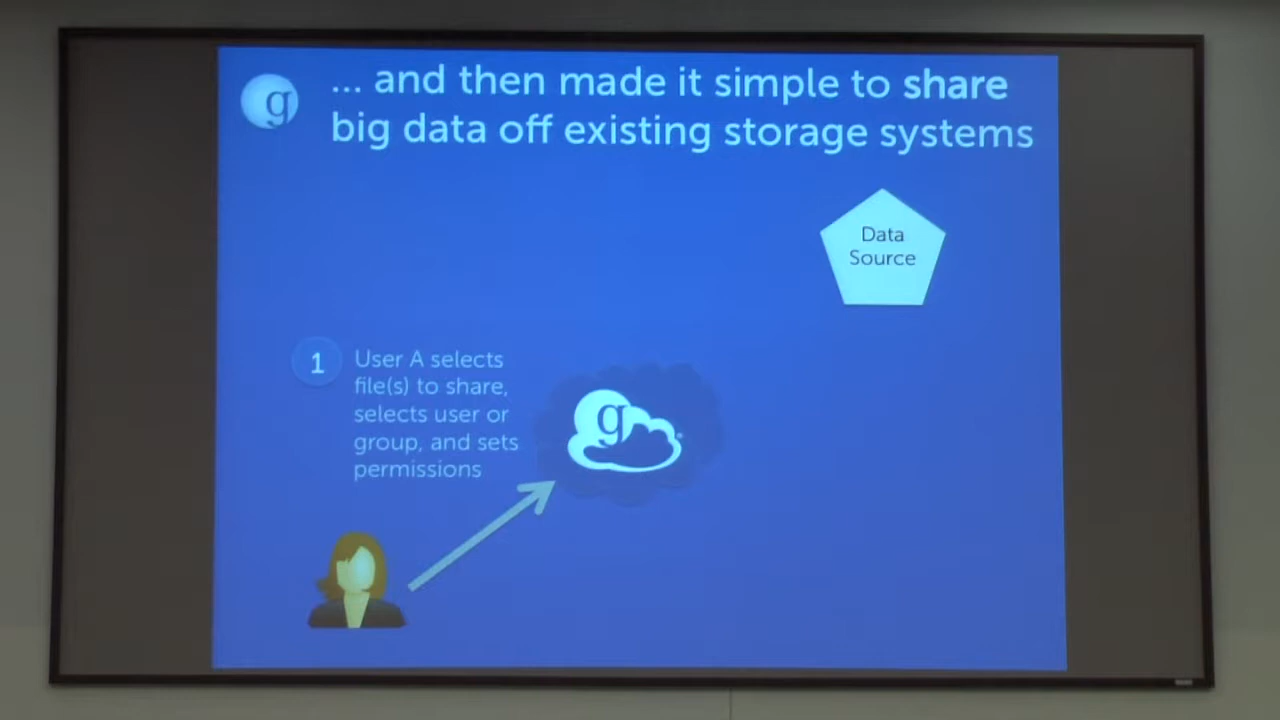 g
... and then made it simple to share
big data off existing storage systems
Data
Source
1
User A selects
file(s) to share,
selects user or
group, and sets
permissions
g